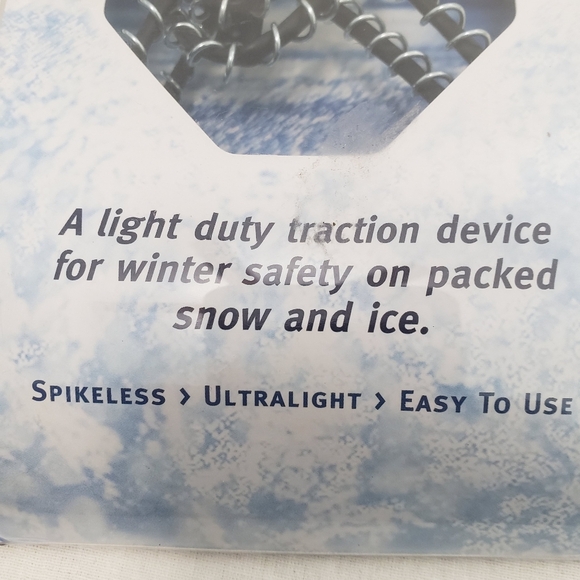 A light duty traction device
for winter safety on packed
snow and ice.
SPIKELESS › ULTRALIGHT › EASY TO USE